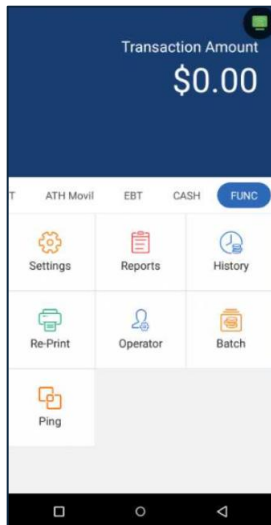 Transaction Amount
$0.00
T ATH Movil EBT CASH FUNC
Settings Reports History
Re-Print Operator Batch
Ping